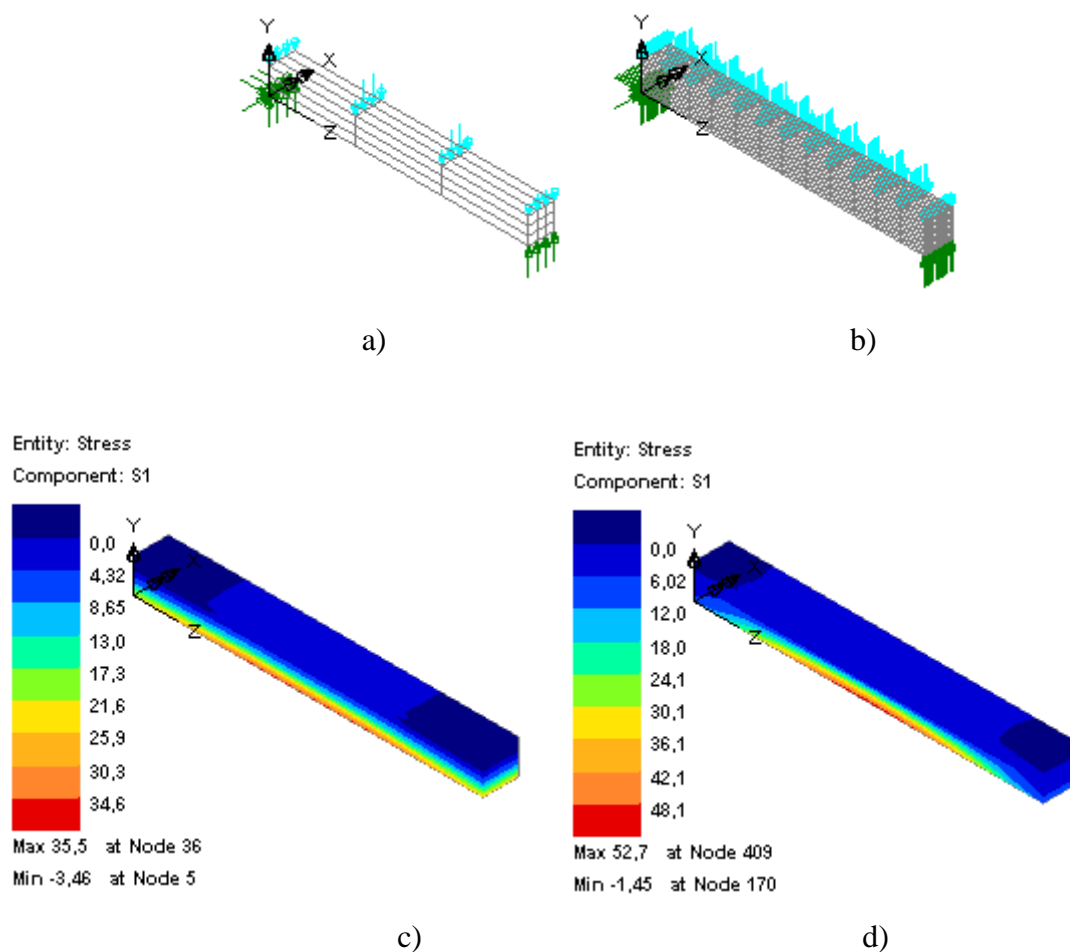 Y
X
Z
Y
X
Z
a)
b)
Entity: Stress
Component: S1
0,0
4,32
8,65
13,0
17,3
21,6
25,9
30,3
34,6
Y
X
Z
Max 35,5 at Node 36
Min -3,46 at Node 5
Entity: Stress
Component: S1
0,0
6,02
12,0
18,0
24,1
30,1
36,1
42,1
48,1
Y
X
Z
Max 52,7 at Node 409
Min -1,45 at Node 170
c)
d)